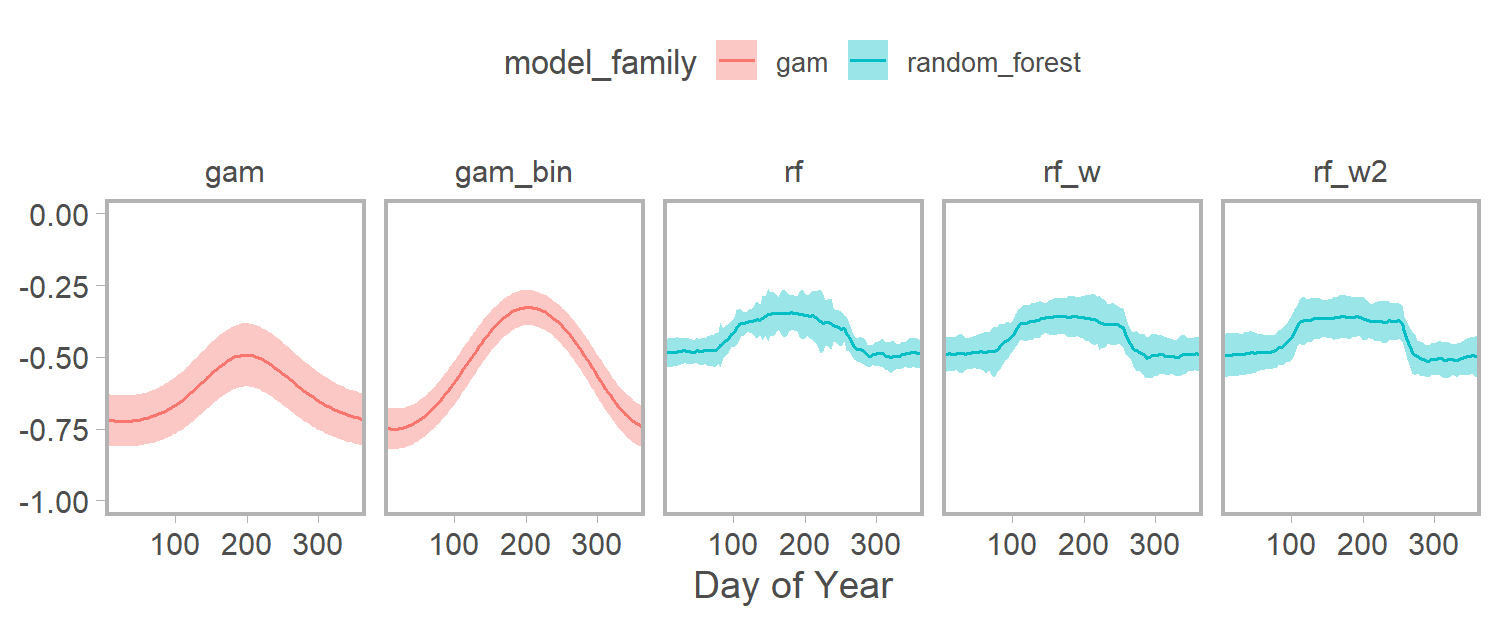 model_family gam random_forest
gam gam_bin rf rf_w rf_w2
0.00
-0.25
-0.50
-0.75
-1.00
100 200 300 100 200 300 100 200 300 100 200 300 100 200 300
Day of Year